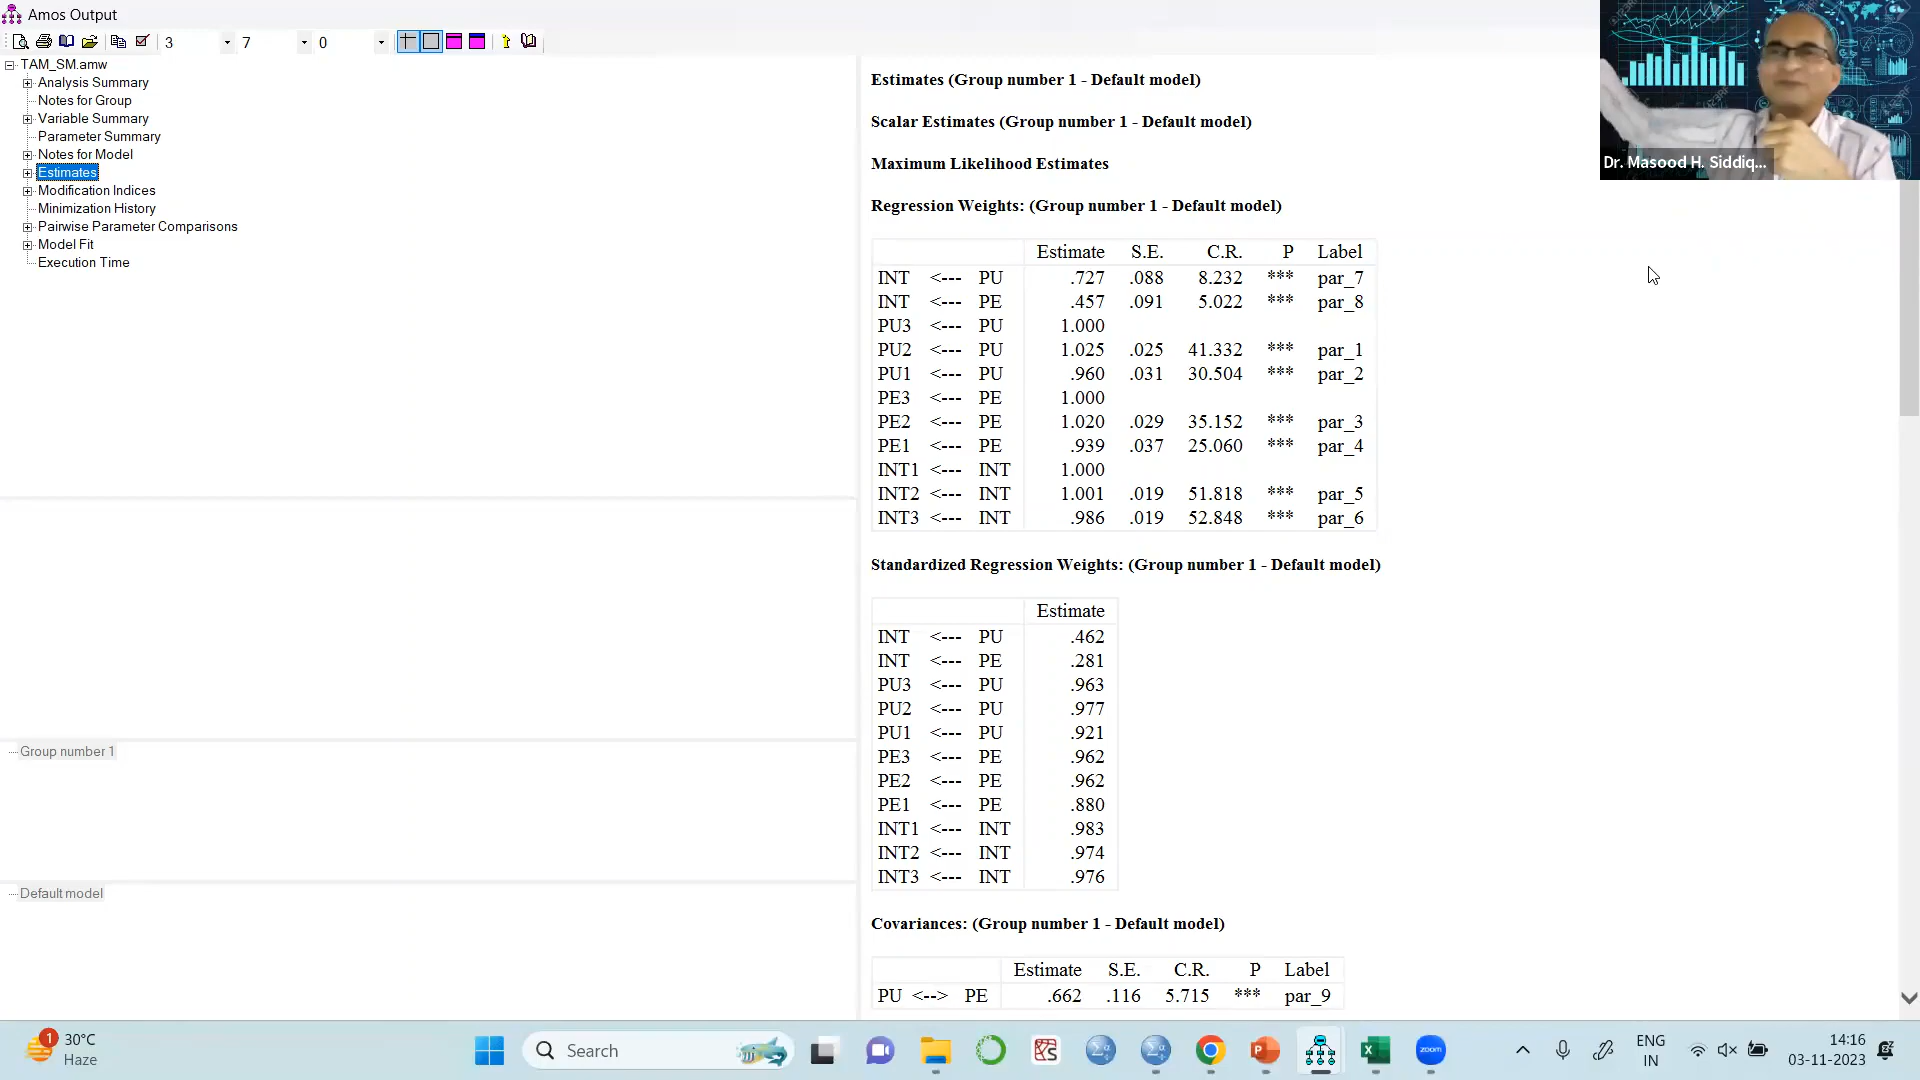 Amos Output
3 7 0
TAM_SM.amw
Analysis Summary
Notes for Group
Variable Summary
Parameter Summary
Notes for Model
Estimates
Modification Indices
Minimization History
Pairwise Parameter Comparisons
Model Fit
Execution Time
Group number 1
Default model
Estimates (Group number 1 - Default model)
Scalar Estimates (Group number 1 - Default model)
Maximum Likelihood Estimates
Regression Weights: (Group number 1 - Default model)
Estimate S.E. C.R. P Label
INT <--- PU .727 .088 8.232 *** par_7
INT <--- PE .457 .091 5.022 *** par_8
PU3 <--- PU 1.000
PU2 <--- PU 1.025 .025 41.332 *** par_1
PU1 <--- PU .960 .031 30.504 *** par_2
PE3 <--- PE 1.000
PE2 <--- PE 1.020 .029 35.152 *** par_3
PE1 <--- PE .939 .037 25.060 *** par_4
INT1 <--- INT 1.000
INT2 <--- INT 1.001 .019 51.818 *** par_5
INT3 <--- INT .986 .019 52.848 *** par_6
Standardized Regression Weights: (Group number 1 - Default model)
Estimate
INT <--- PU .462
INT <--- PE .281
PU3 <--- PU .963
PU2 <--- PU .977
PU1 <--- PU .921
PE3 <--- PE .962
PE2 <--- PE .962
PE1 <--- PE .880
INT1 <--- INT .983
INT2 <--- INT .974
INT3 <--- INT .976
Covariances: (Group number 1 - Default model)
Estimate S.E. C.R. P Label
PU <--> PE .662 .116 5.715 *** par_9
Dr. Masood H. Siddiq...
1
30°C
Haze
Search
zoom
ENG
IN
14:16
03-11-2023